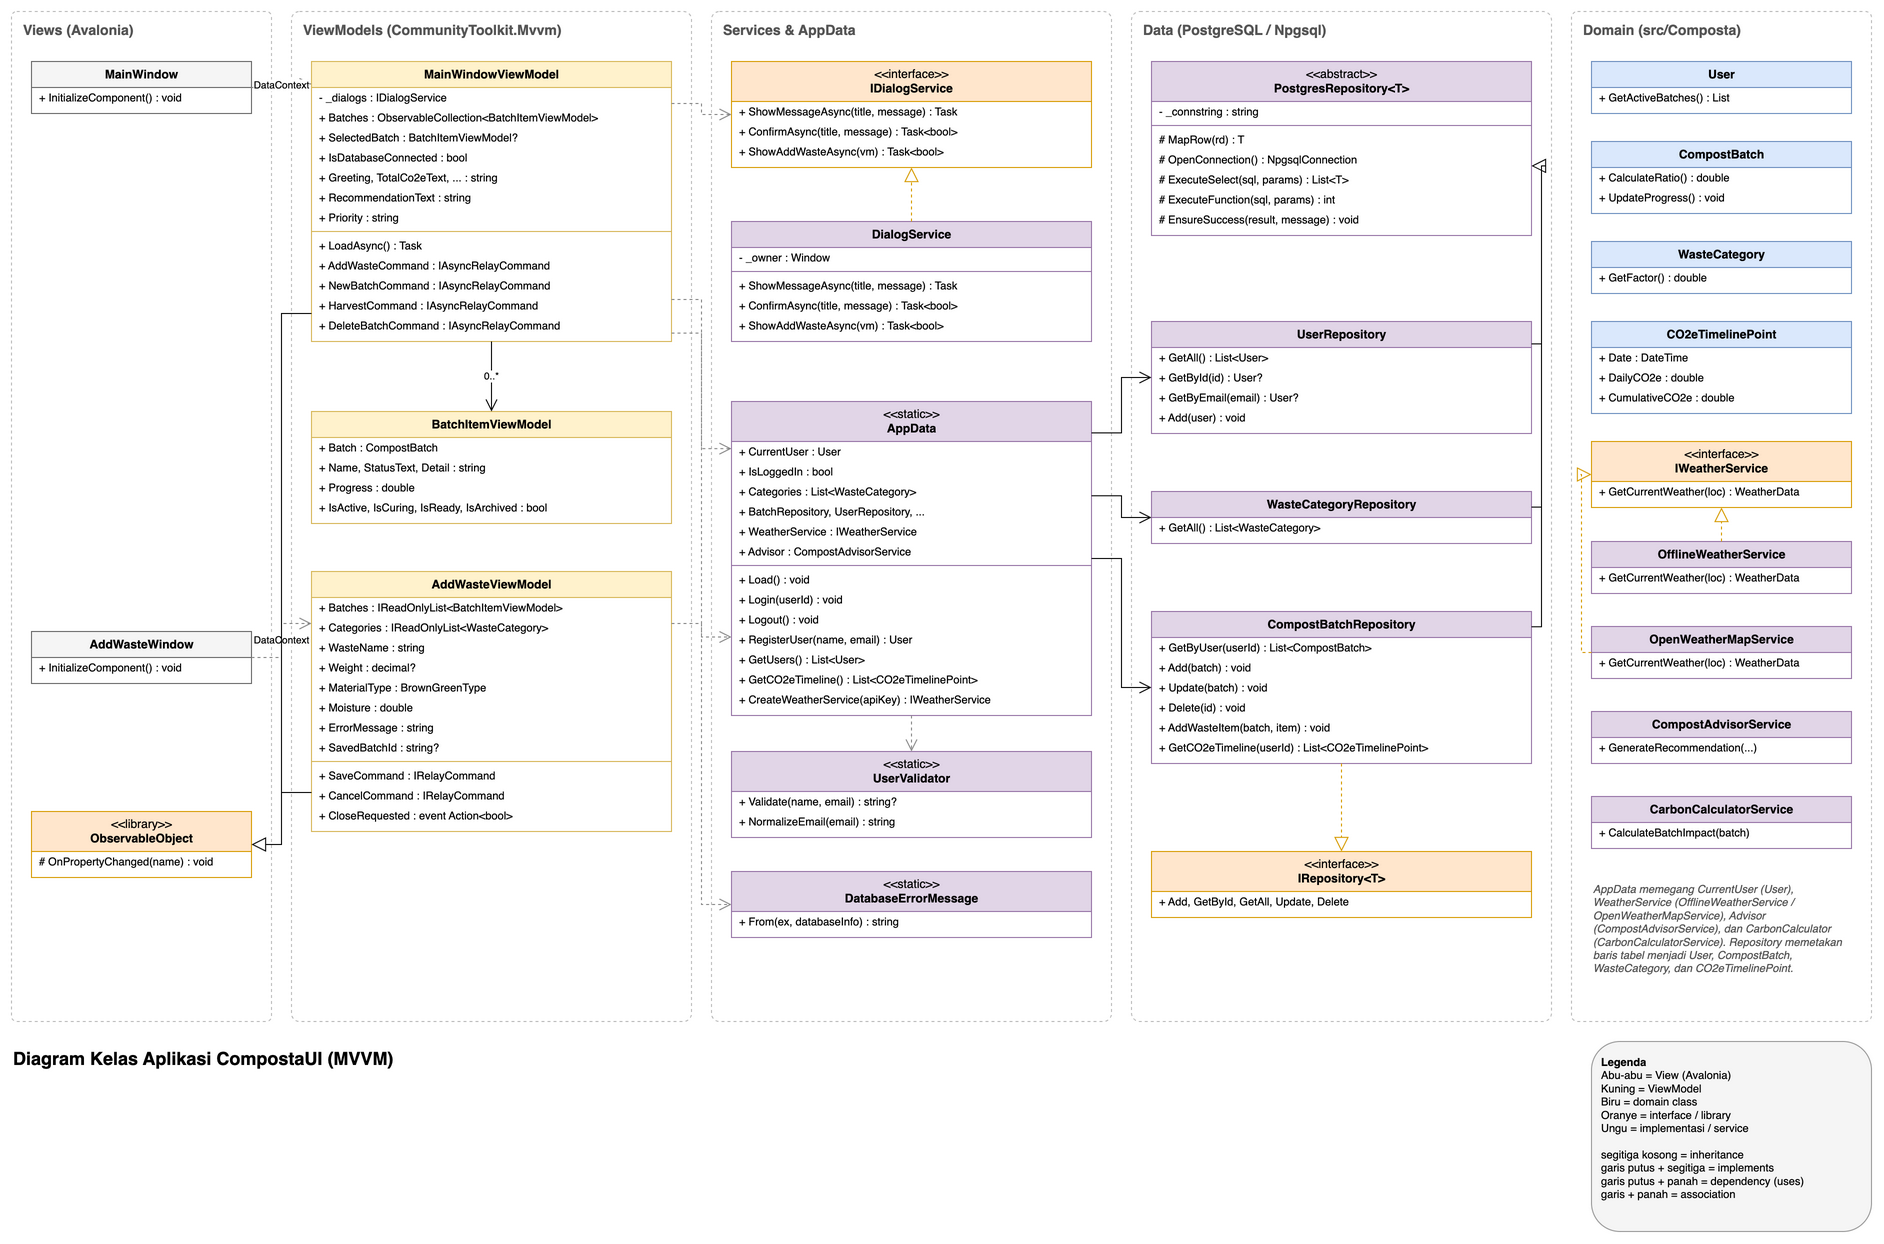 Views (Avalonia)
MainWindow
+ InitializeComponent() : void
DataContext
AddWasteWindow
+ InitializeComponent() : void
DataContext
<<library>>
ObservableObject
# OnPropertyChanged(name) : void
ViewModels (CommunityToolkit.Mvvm)
MainWindowViewModel
- _dialogs : IDialogService
+ Batches : ObservableCollection<BatchItemViewModel>
+ SelectedBatch : BatchItemViewModel?
+ IsDatabaseConnected : bool
+ Greeting, TotalCo2eText, ... : string
+ RecommendationText : string
+ Priority : string
+ LoadAsync() : Task
+ AddWasteCommand : IAsyncRelayCommand
+ NewBatchCommand : IAsyncRelayCommand
+ HarvestCommand : IAsyncRelayCommand
+ DeleteBatchCommand : IAsyncRelayCommand
0..*
BatchItemViewModel
+ Batch : CompostBatch
+ Name, StatusText, Detail : string
+ Progress : double
+ IsActive, IsCuring, IsReady, IsArchived : bool
AddWasteViewModel
+ Batches : IReadOnlyList<BatchItemViewModel>
+ Categories : IReadOnlyList<WasteCategory>
+ WasteName : string
+ Weight : decimal?
+ MaterialType : BrownGreenType
+ Moisture : double
+ ErrorMessage : string
+ SavedBatchId : string?
+ SaveCommand : IRelayCommand
+ CancelCommand : IRelayCommand
+ CloseRequested : event Action<bool>
Services & AppData
<<interface>>
IDialogService
+ ShowMessageAsync(title, message) : Task
+ ConfirmAsync(title, message) : Task<bool>
+ ShowAddWasteAsync(vm) : Task<bool>
DialogService
- _owner : Window
+ ShowMessageAsync(title, message) : Task
+ ConfirmAsync(title, message) : Task<bool>
+ ShowAddWasteAsync(vm) : Task<bool>
<<static>>
AppData
+ CurrentUser : User
+ IsLoggedIn : bool
+ Categories : List<WasteCategory>
+ BatchRepository, UserRepository, ...
+ WeatherService : IWeatherService
+ Advisor : CompostAdvisorService
+ Load() : void
+ Login(userId) : void
+ Logout() : void
+ RegisterUser(name, email) : User
+ GetUsers() : List<User>
+ GetCO2eTimeline() : List<CO2eTimelinePoint>
+ CreateWeatherService(apiKey) : IWeatherService
<<static>>
UserValidator
+ Validate(name, email) : string?
+ NormalizeEmail(email) : string
<<static>>
DatabaseErrorMessage
+ From(ex, databaseInfo) : string
Data (PostgreSQL / Npgsql)
<<abstract>>
PostgresRepository<T>
- _connstring : string
# MapRow(rd) : T
# OpenConnection() : NpgsqlConnection
# ExecuteSelect(sql, params) : List<T>
# ExecuteFunction(sql, params) : int
# EnsureSuccess(result, message) : void
UserRepository
+ GetAll() : List<User>
+ GetById(id) : User?
+ GetByEmail(email) : User?
+ Add(user) : void
WasteCategoryRepository
+ GetAll() : List<WasteCategory>
CompostBatchRepository
+ GetByUser(userId) : List<CompostBatch>
+ Add(batch) : void
+ Update(batch) : void
+ Delete(id) : void
+ AddWasteItem(batch, item) : void
+ GetCO2eTimeline(userId) : List<CO2eTimelinePoint>
<<interface>>
IRepository<T>
+ Add, GetById, GetAll, Update, Delete
Domain (src/Composta)
User
+ GetActiveBatches() : List
CompostBatch
+ CalculateRatio() : double
+ UpdateProgress() : void
WasteCategory
+ GetFactor() : double
CO2eTimelinePoint
+ Date : DateTime
+ DailyCO2e : double
+ CumulativeCO2e : double
<<interface>>
IWeatherService
+ GetCurrentWeather(loc) : WeatherData
OfflineWeatherService
+ GetCurrentWeather(loc) : WeatherData
OpenWeatherMapService
+ GetCurrentWeather(loc) : WeatherData
CompostAdvisorService
+ GenerateRecommendation(...)
CarbonCalculatorService
+ CalculateBatchImpact(batch)
AppData memegang CurrentUser (User),
WeatherService (OfflineWeatherService /
OpenWeatherMapService), Advisor
(CompostAdvisorService), dan CarbonCalculator
(CarbonCalculatorService). Repository memetakan
baris tabel menjadi User, CompostBatch,
WasteCategory, dan CO2eTimelinePoint.
Diagram Kelas Aplikasi CompostaUI (MVVM)
Legenda
Abu-abu = View (Avalonia)
Kuning = ViewModel
Biru = domain class
Oranye = interface / library
Ungu = implementasi / service
segitiga kosong = inheritance
garis putus + segitiga = implements
garis putus + panah = dependency (uses)
garis + panah = association